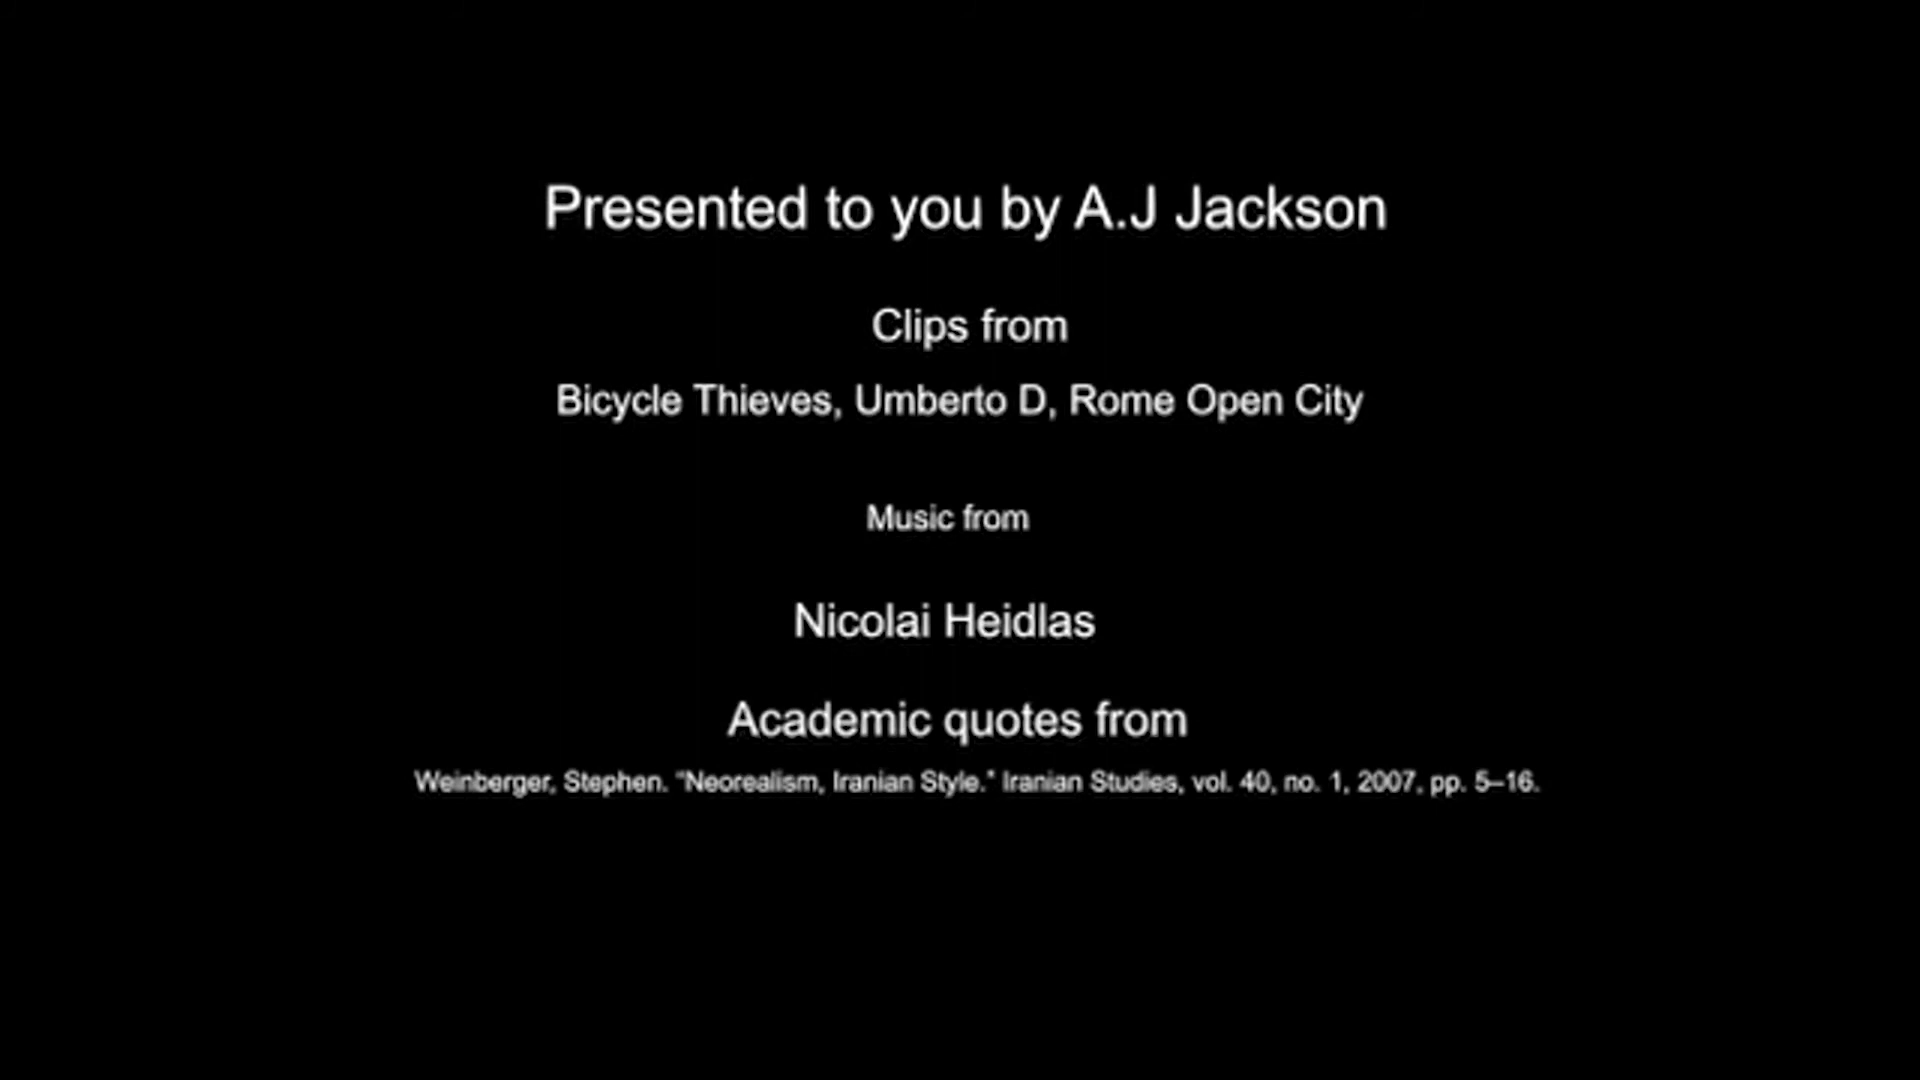 Presented to you by A.J Jackson
Clips from
Bicycle Thieves, Umberto D, Rome Open City
Music from
Nicolai Heidlas
Academic quotes from
Weinberger, Stephen. “Neorealism, Iranian Style.” Iranian Studies, vol. 40, no. 1, 2007, pp. 5–16.